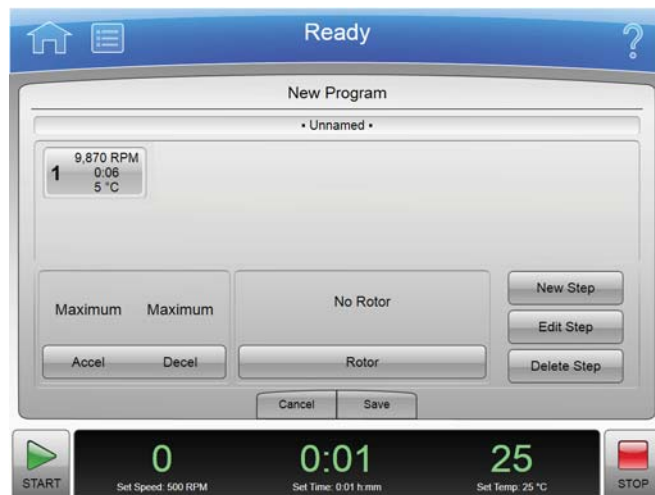 Ready
?
New Program
• Unnamed •
1
9,870 RPM
0:06
5 °C
Maximum Maximum
No Rotor
New Step
Edit Step
Accel Decel
Rotor
Delete Step
Cancel Save
START
0
Set Speed: 500 RPM
0:01
Set Time: 0:01 h:mm
25
Set Temp: 25 °C
STOP